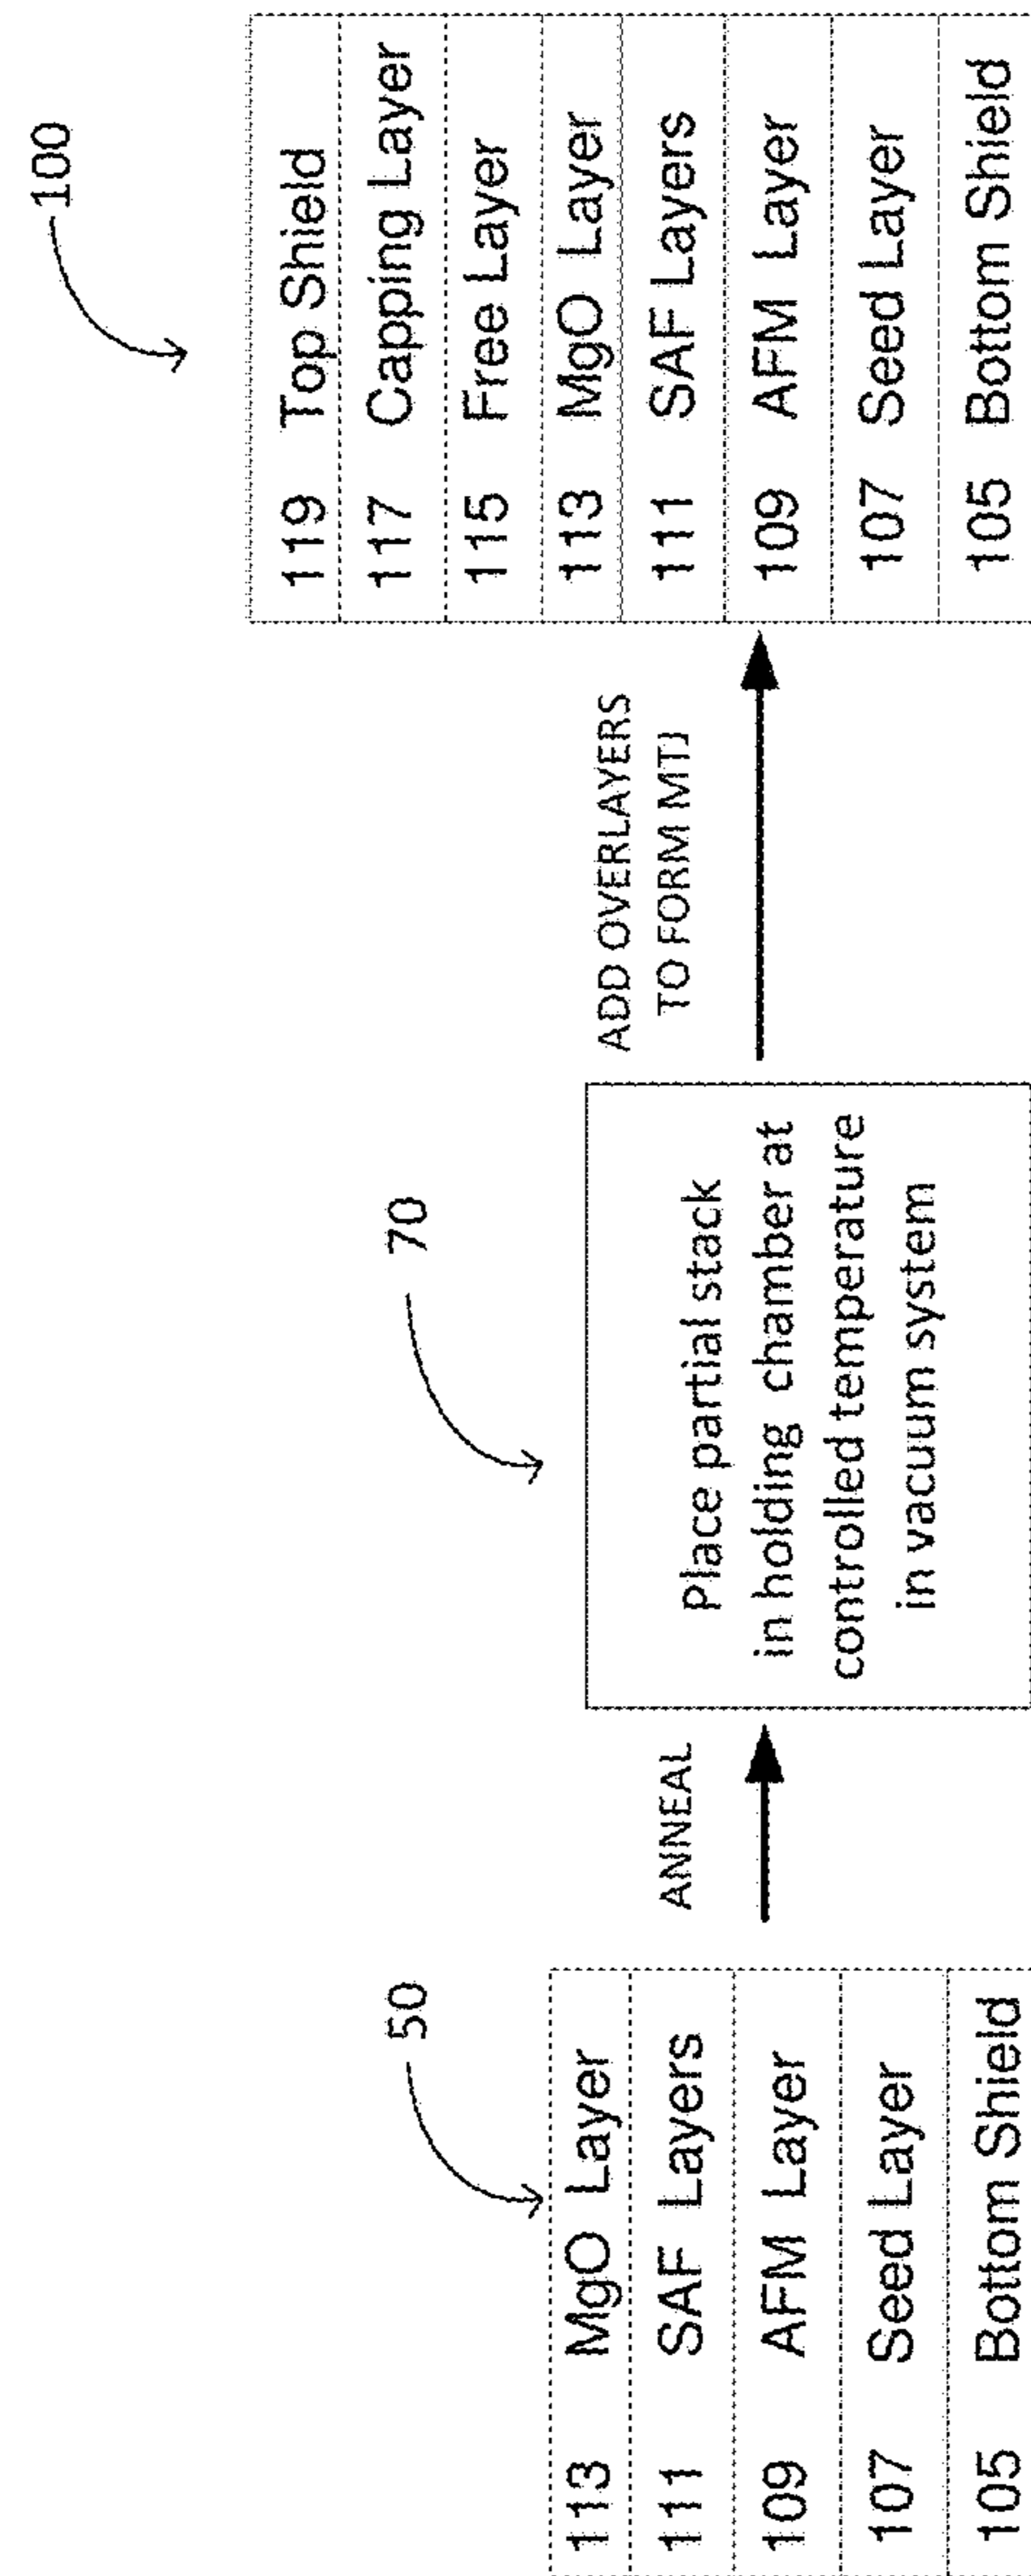 50
113 MgO Layer
111 SAF Layers
109 AFM Layer
107 Seed Layer
105 Bottom Shield
ANNEAL
70
Place partial stack
in holding chamber at
controlled temperature
in vacuum system
ADD OVERLAYERS
TO FORM MTJ
100
119 Top Shield
117 Capping Layer
115 Free Layer
113 MgO Layer
111 SAF Layers
109 AFM Layer
107 Seed Layer
105 Bottom Shield